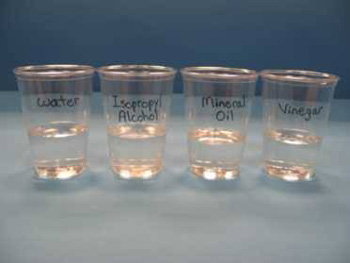 water
Isopropyl
Alcohol
Mineral
Oil
Vinegar